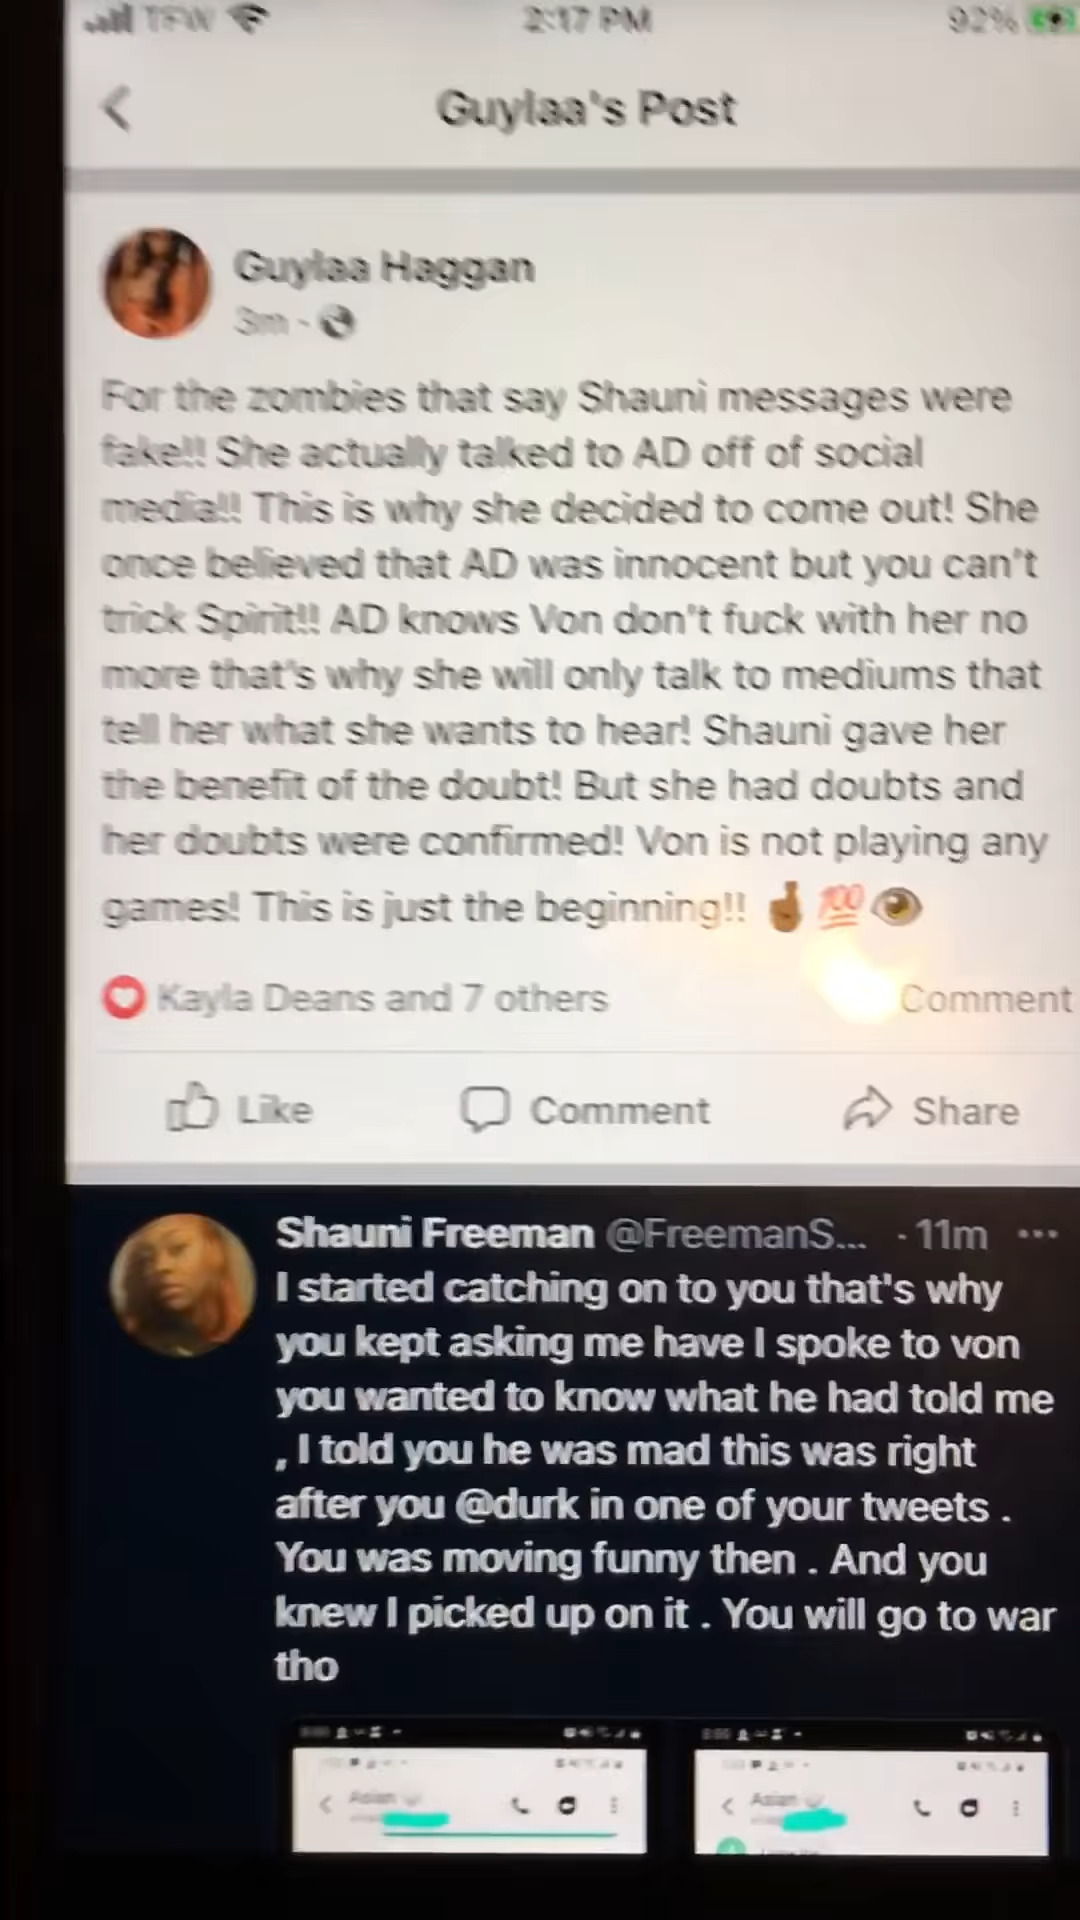 TFW 2:17 PM 92%
Guylaa's Post
Guylaa Haggan
3m
For the zombies that say Shauni messages were
fake!! She actually talked to AD off of social
media!! This is why she decided to come out! She
once believed that AD was innocent but you can't
trick Spirit!! AD knows Von don't fuck with her no
more that's why she will only talk to mediums that
tell her what she wants to hear! Shauni gave her
the benefit of the doubt! But she had doubts and
her doubts were confirmed! Von is not playing any
games! This is just the beginning!! 🤞🏾💯👁
Kayla Deans and 7 others
Comment
Like Comment Share
Shauni Freeman @FreemanS... · 11m ...
I started catching on to you that's why
you kept asking me have I spoke to von
you wanted to know what he had told me
, I told you he was mad this was right
after you @durk in one of your tweets .
You was moving funny then . And you
knew I picked up on it . You will go to war
tho
Asian
Asian